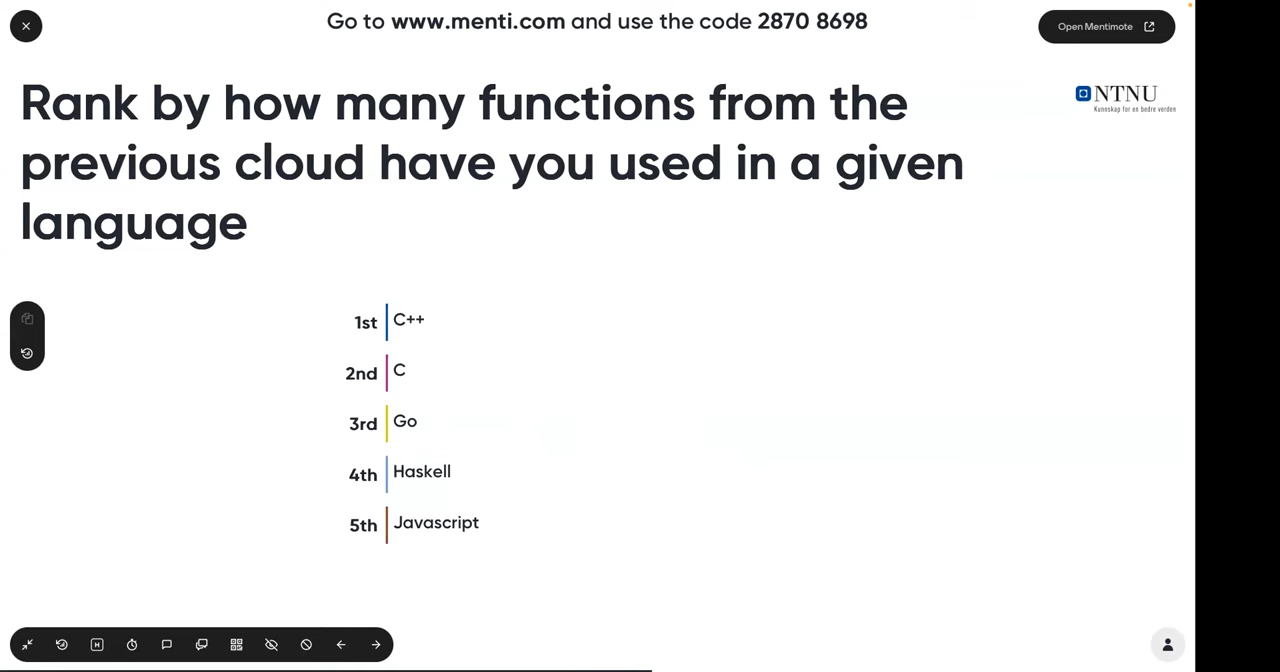 Go to www.menti.com and use the code 2870 8698
Open Mentimote
Rank by how many functions from the
previous cloud have you used in a given
language
NTNU
Kunnskap for en bedre verden
1st C++
2nd C
3rd Go
4th Haskell
5th Javascript
H